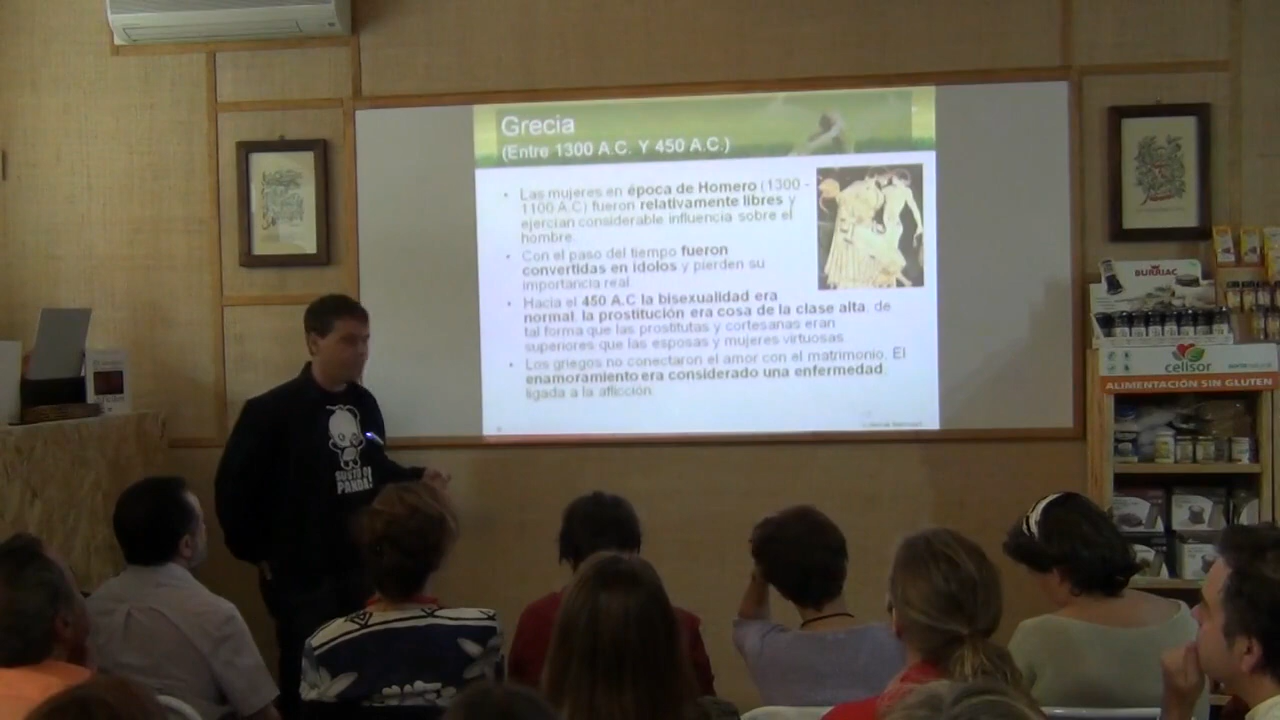 Grecia
(Entre 1300 A.C. Y 450 A.C.)
• Las mujeres en época de Homero (1300 -
1100 A.C) fueron relativamente libres y
ejercían considerable influencia sobre el
hombre.
• Con el paso del tiempo fueron
convertidas en ídolos y pierden su
importancia real
• Hacia el 450 A.C la bisexualidad era
normal, la prostitución era cosa de la clase alta, de
tal forma que las prostitutas y cortesanas eran
superiores que las esposas y mujeres virtuosas
• Los griegos no conectaron el amor con el matrimonio. El
enamoramiento era considerado una enfermedad,
ligada a la aflicción
SUSTO DE
PANDA!
BURRIAC
celisor
ALIMENTACIÓN SIN GLUTEN